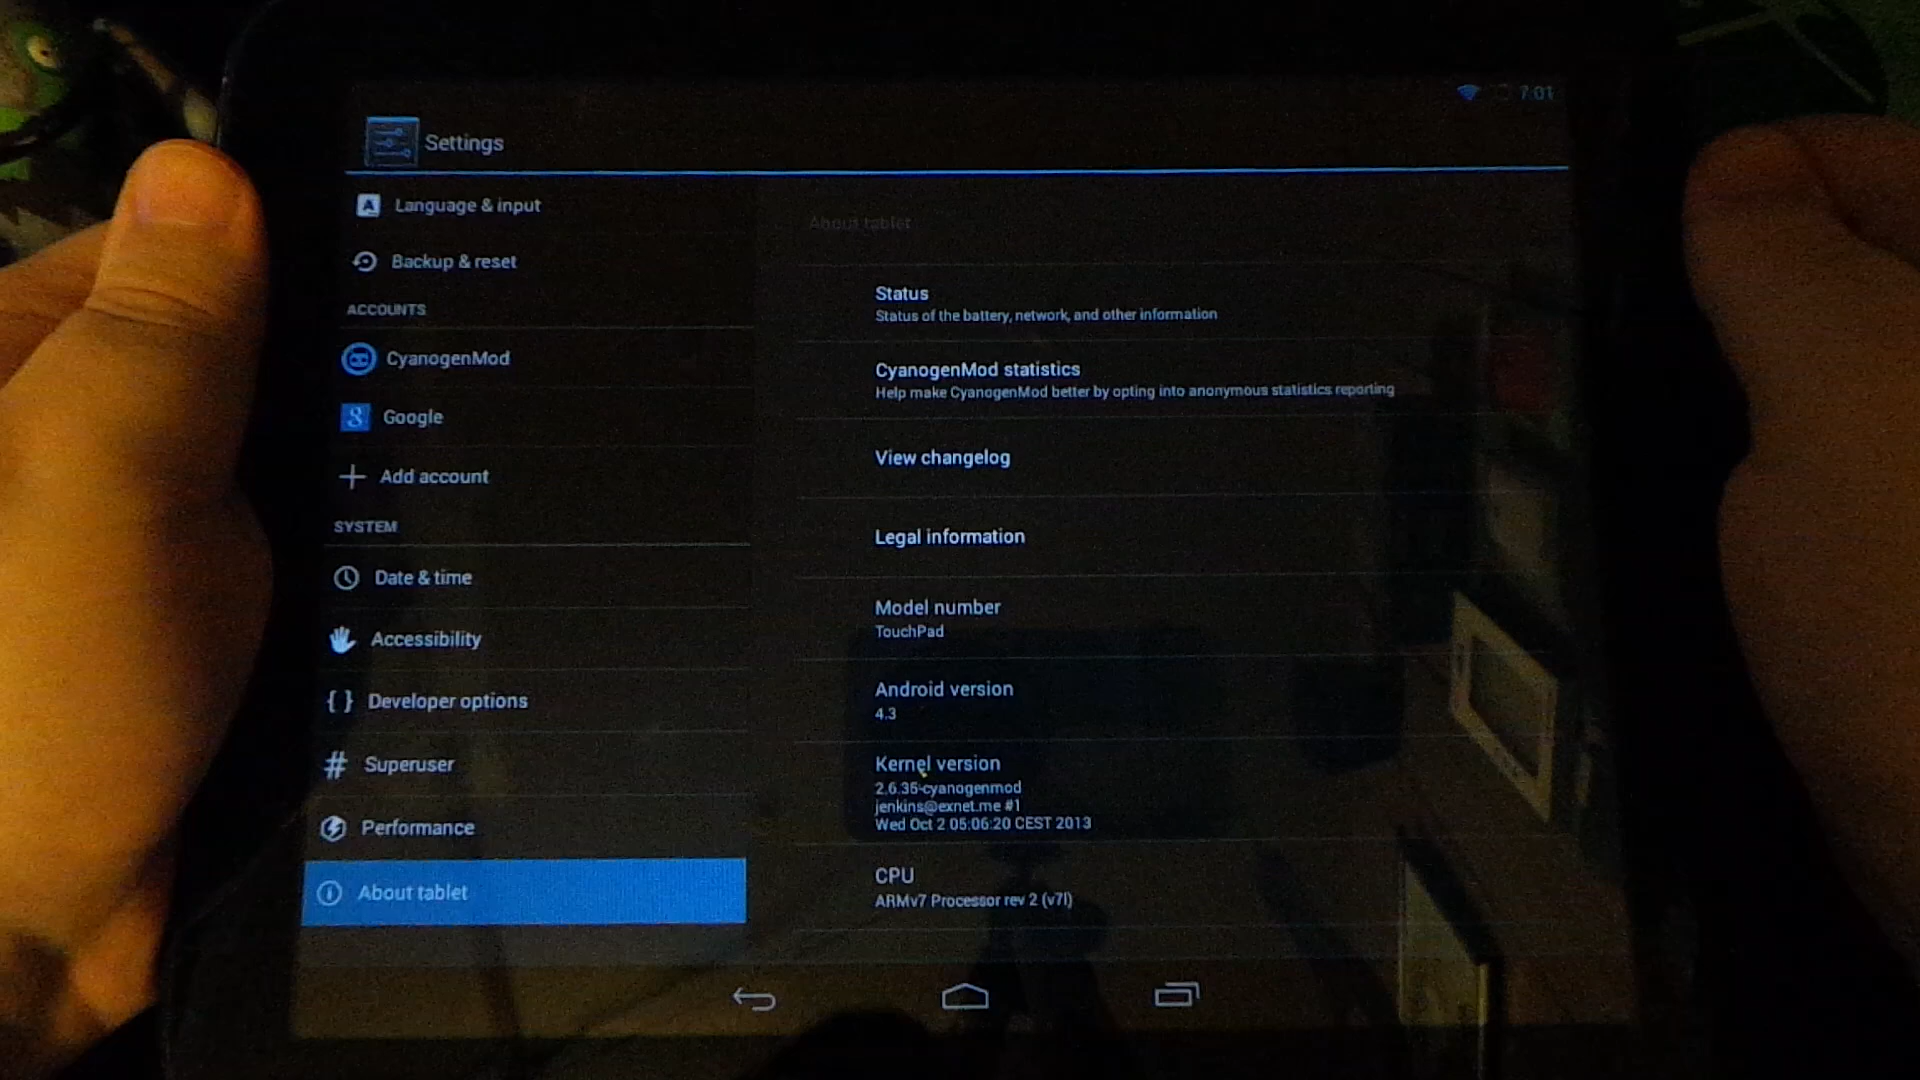 7:01
Settings
Language & input
Backup & reset
ACCOUNTS
CyanogenMod
Google
Add account
SYSTEM
Date & time
Accessibility
{ } Developer options
# Superuser
Performance
About tablet
About tablet
Status
Status of the battery, network, and other information
CyanogenMod statistics
Help make CyanogenMod better by opting into anonymous statistics reporting
View changelog
Legal information
Model number
TouchPad
Android version
4.3
Kernel version
2.6.35-cyanogenmod
jenkins@exnet.me #1
Wed Oct 2 05:06:20 CEST 2013
CPU
ARMv7 Processor rev 2 (v7l)